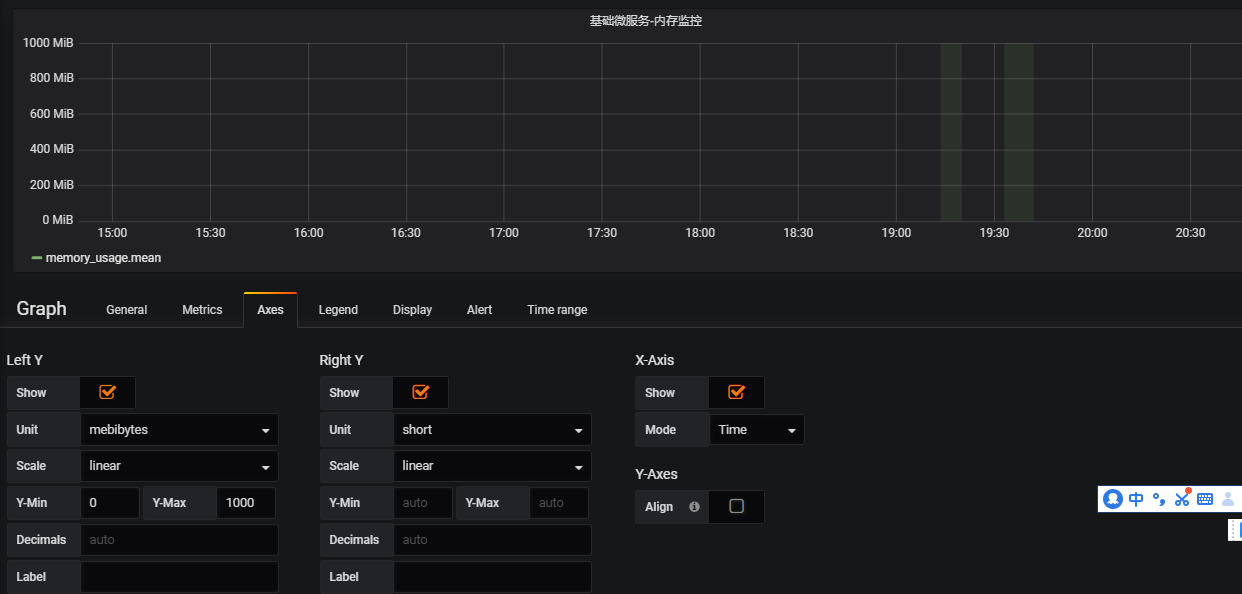 基础微服务-内存监控
1000 MiB
800 MiB
600 MiB
400 MiB
200 MiB
0 MiB
15:00 15:30 16:00 16:30 17:00 17:30 18:00 18:30 19:00 19:30 20:00 20:30
memory_usage.mean
Graph General Metrics Axes Legend Display Alert Time range
Left Y
Show
Unit mebibytes
Scale linear
Y-Min 0 Y-Max 1000
Decimals auto
Label
Right Y
Show
Unit short
Scale linear
Y-Min auto Y-Max auto
Decimals auto
Label
X-Axis
Show
Mode Time
Y-Axes
Align
中